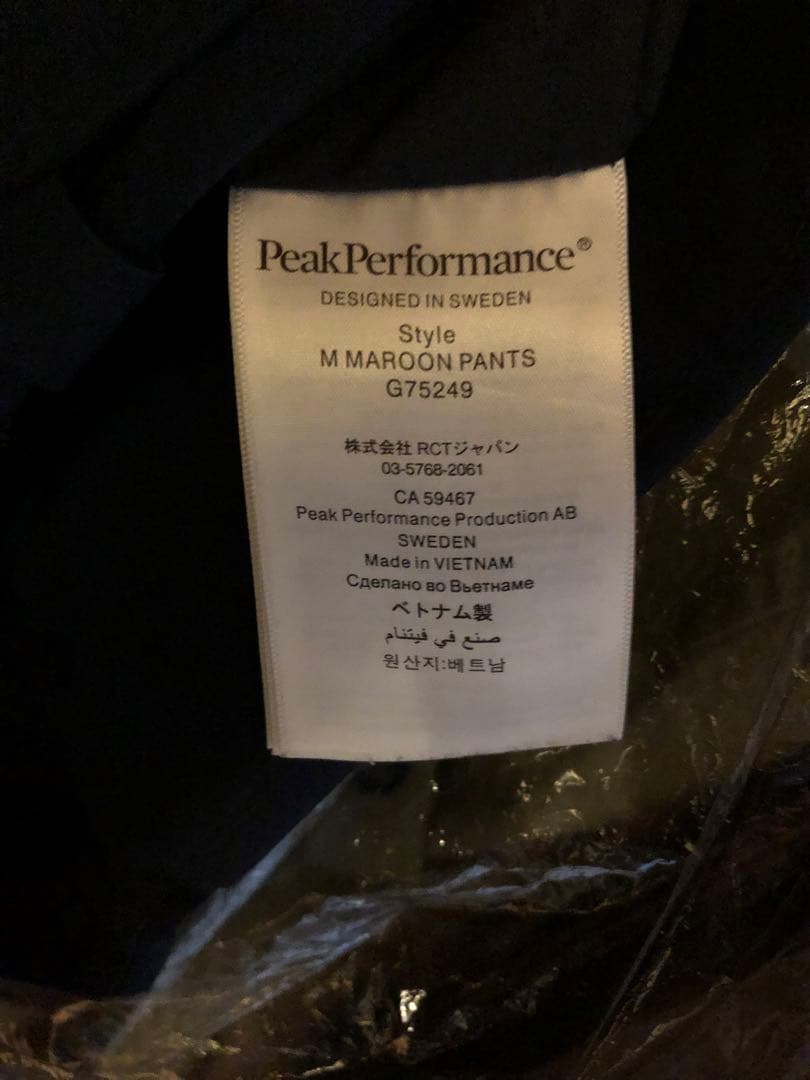 PeakPerformance®
DESIGNED IN SWEDEN
Style
M MAROON PANTS
G75249
株式会社 RCTジャパン
03-5768-2061
CA 59467
Peak Performance Production AB
SWEDEN
Made in VIETNAM
Сделано во Вьетнаме
ベトナム製
صنع في فيتنام
원산지:베트남